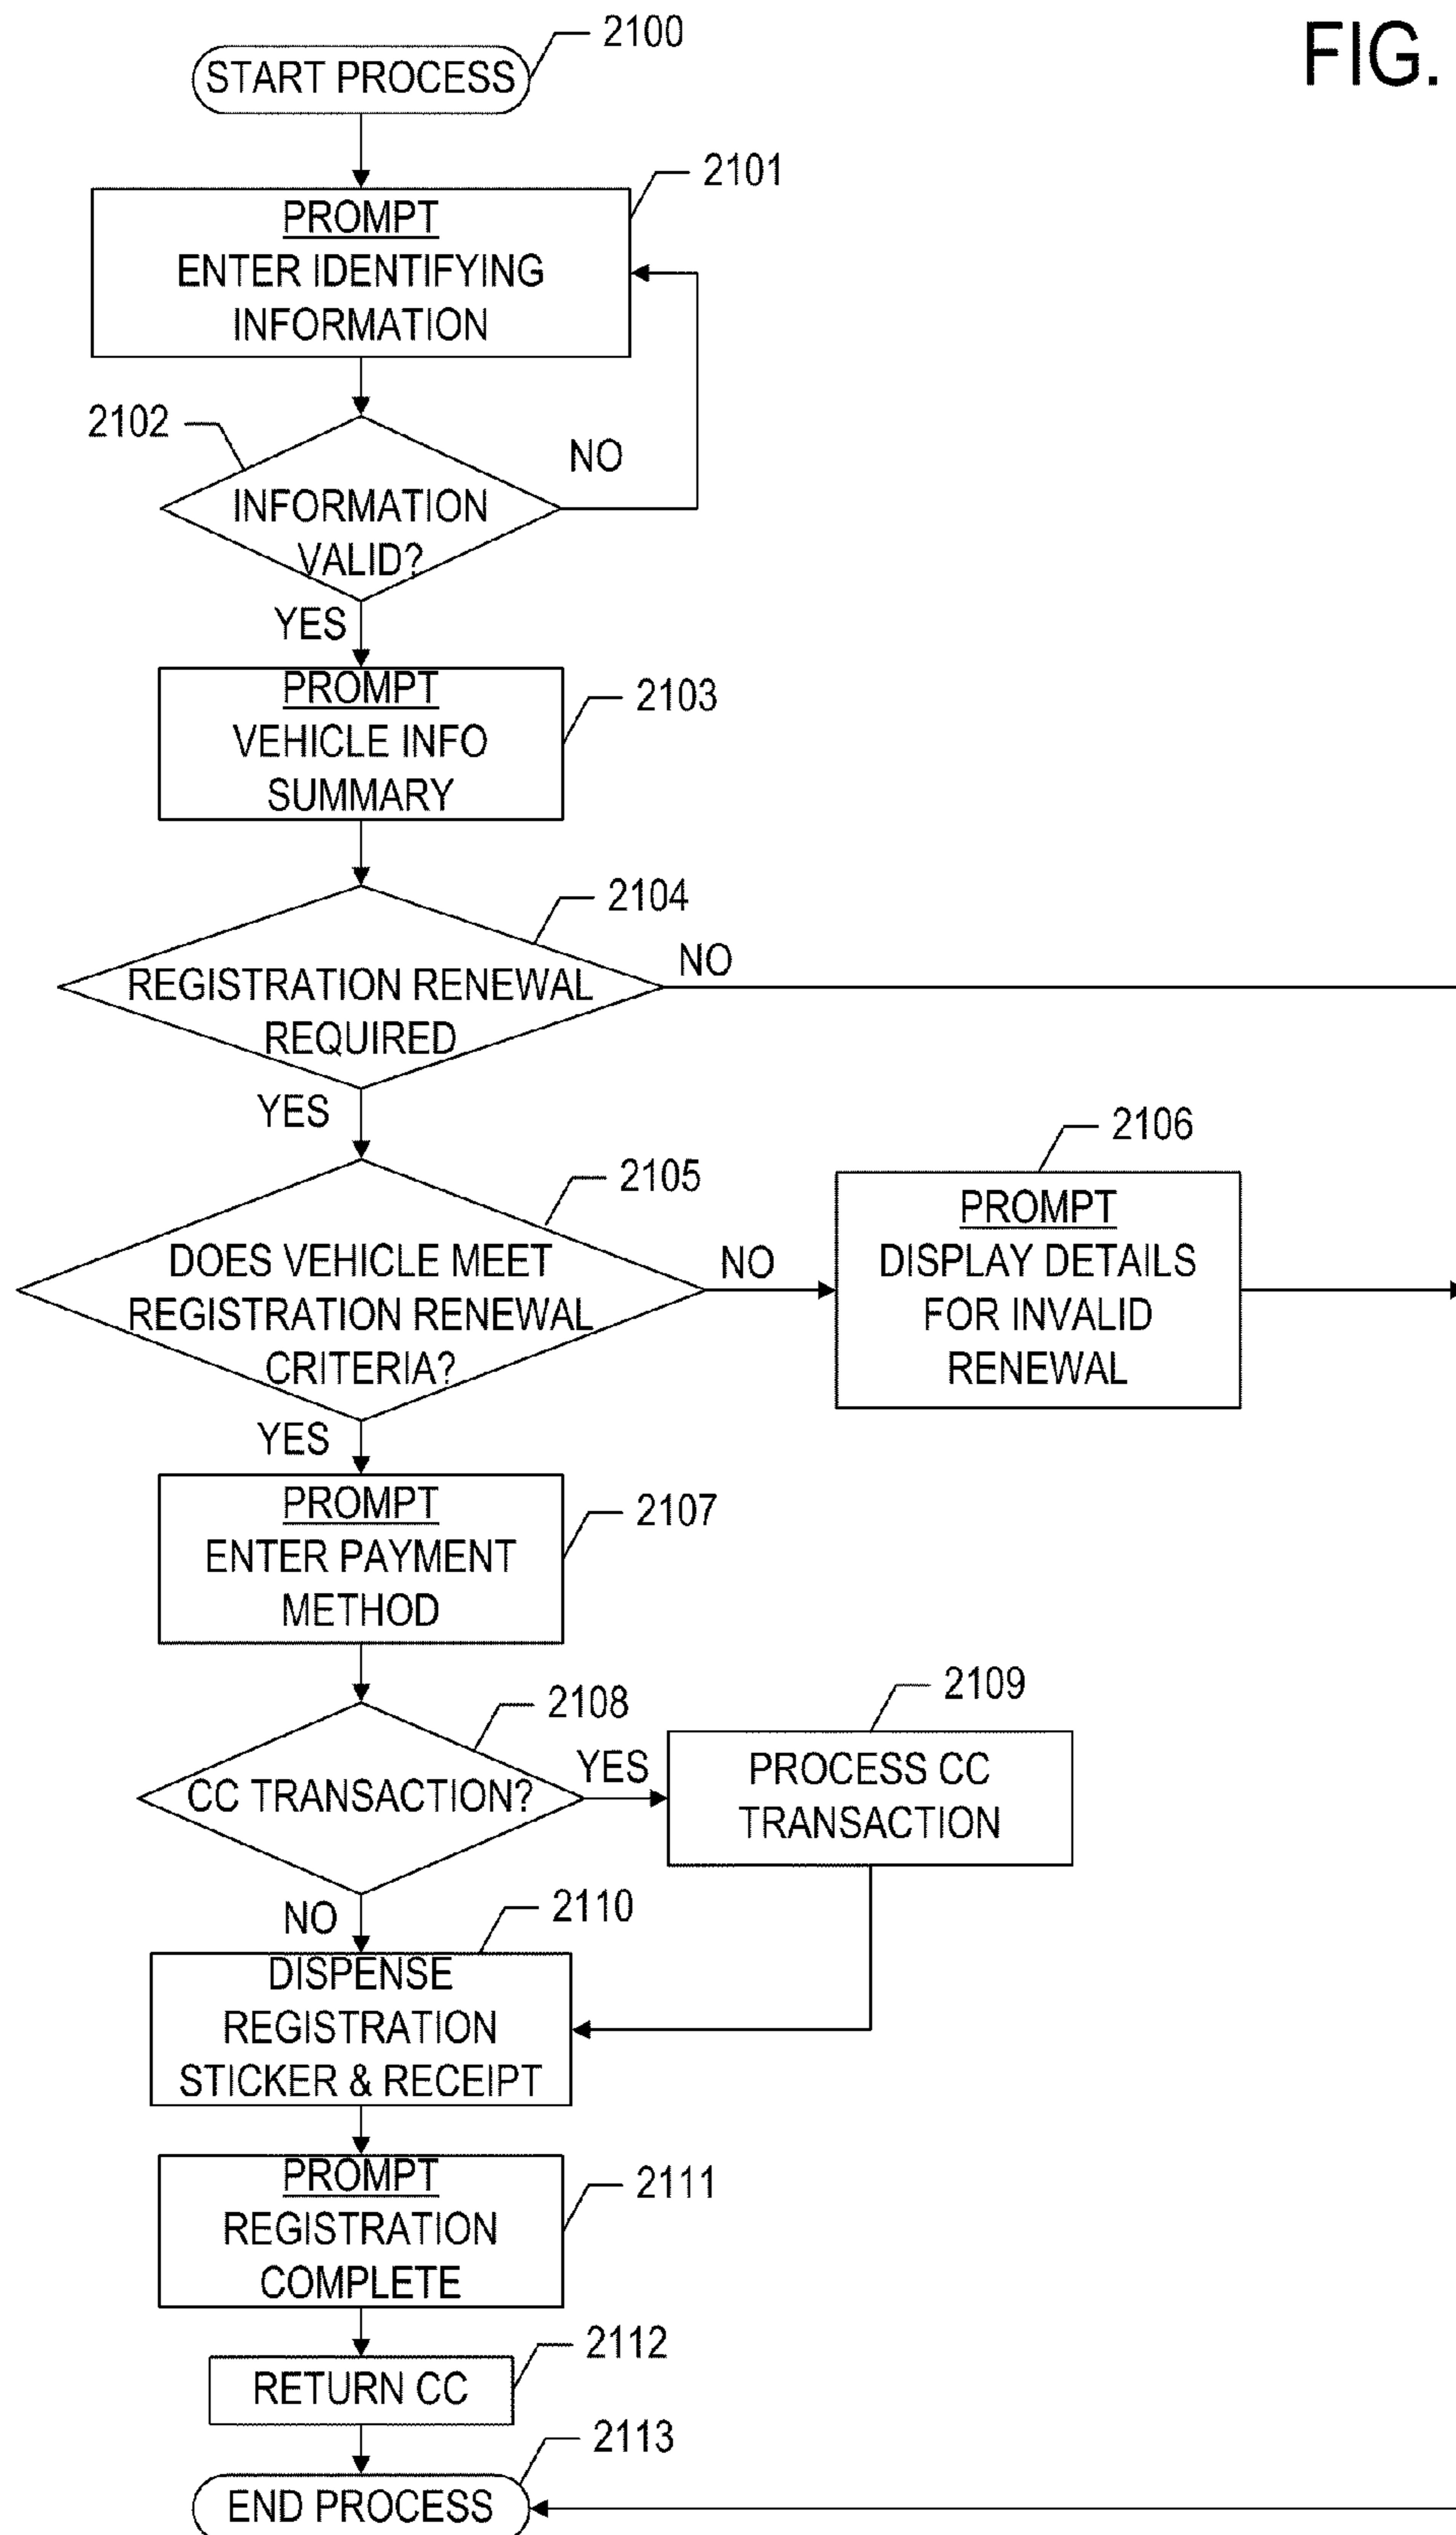 FIG.
2100
START PROCESS
2101
PROMPT
ENTER IDENTIFYING
INFORMATION
2102
NO
INFORMATION
VALID?
YES
PROMPT
VEHICLE INFO
SUMMARY
2103
2104
NO
REGISTRATION RENEWAL
REQUIRED
YES
2105
DOES VEHICLE MEET
REGISTRATION RENEWAL
CRITERIA?
NO
2106
PROMPT
DISPLAY DETAILS
FOR INVALID
RENEWAL
YES
PROMPT
ENTER PAYMENT
METHOD
2107
2108
CC TRANSACTION?
YES
2109
PROCESS CC
TRANSACTION
NO
2110
DISPENSE
REGISTRATION
STICKER & RECEIPT
PROMPT
REGISTRATION
COMPLETE
2111
2112
RETURN CC
2113
END PROCESS